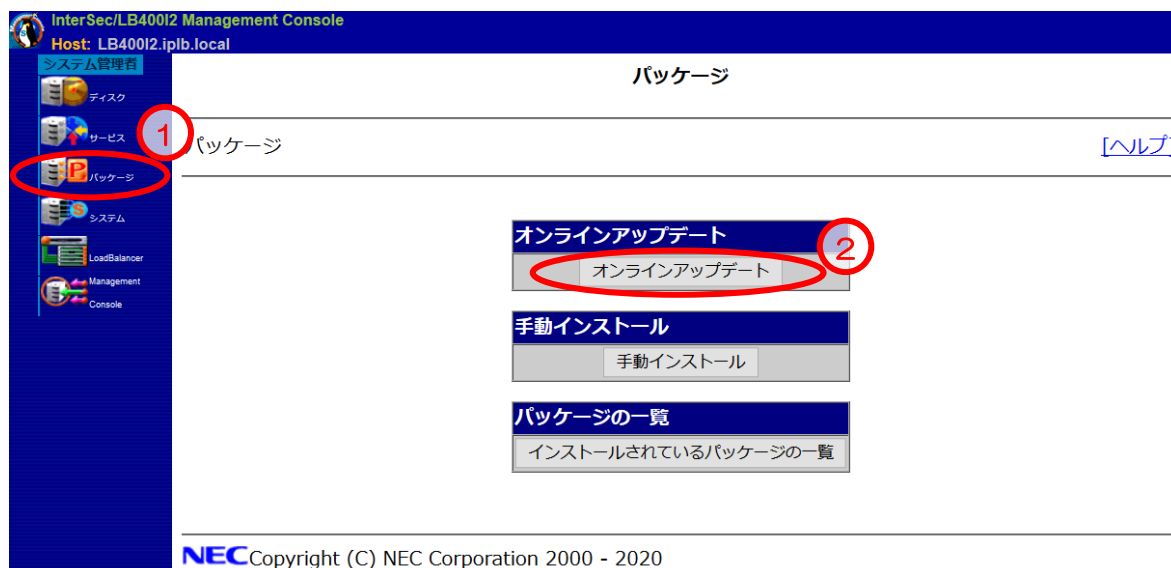 InterSec/LB400I2 Management Console
Host: LB400I2.iplb.local
システム管理者
ディスク
サービス
パッケージ
システム
LoadBalancer
Management
Console
1
パッケージ
パッケージ
[ヘルプ]
オンラインアップデート
2
オンラインアップデート
手動インストール
手動インストール
パッケージの一覧
インストールされているパッケージの一覧
NECCopyright (C) NEC Corporation 2000 - 2020